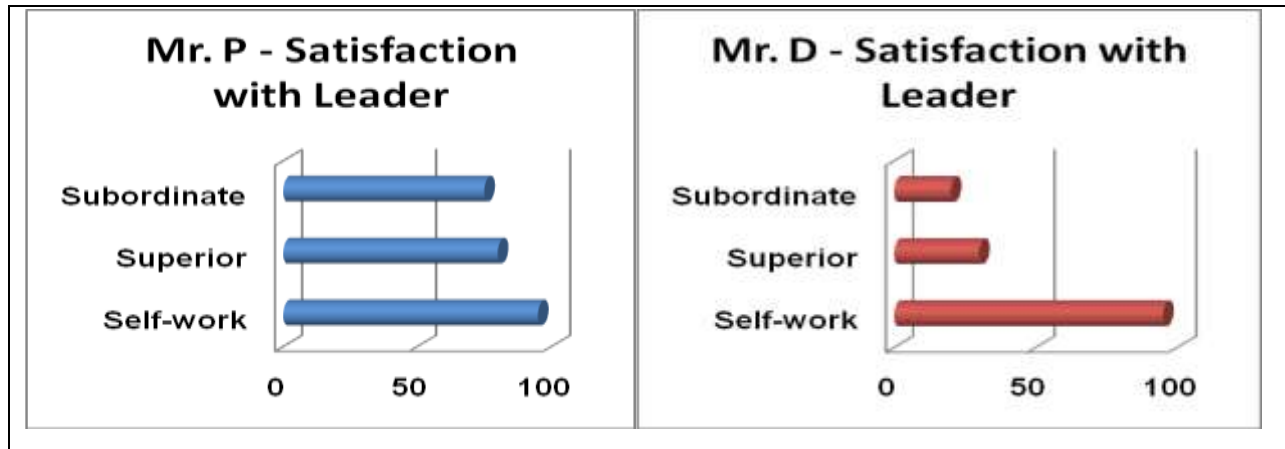 Mr. P - Satisfaction
with Leader
Subordinate
Superior
Self-work
0 50 100
Mr. D - Satisfaction with
Leader
Subordinate
Superior
Self-work
0 50 100